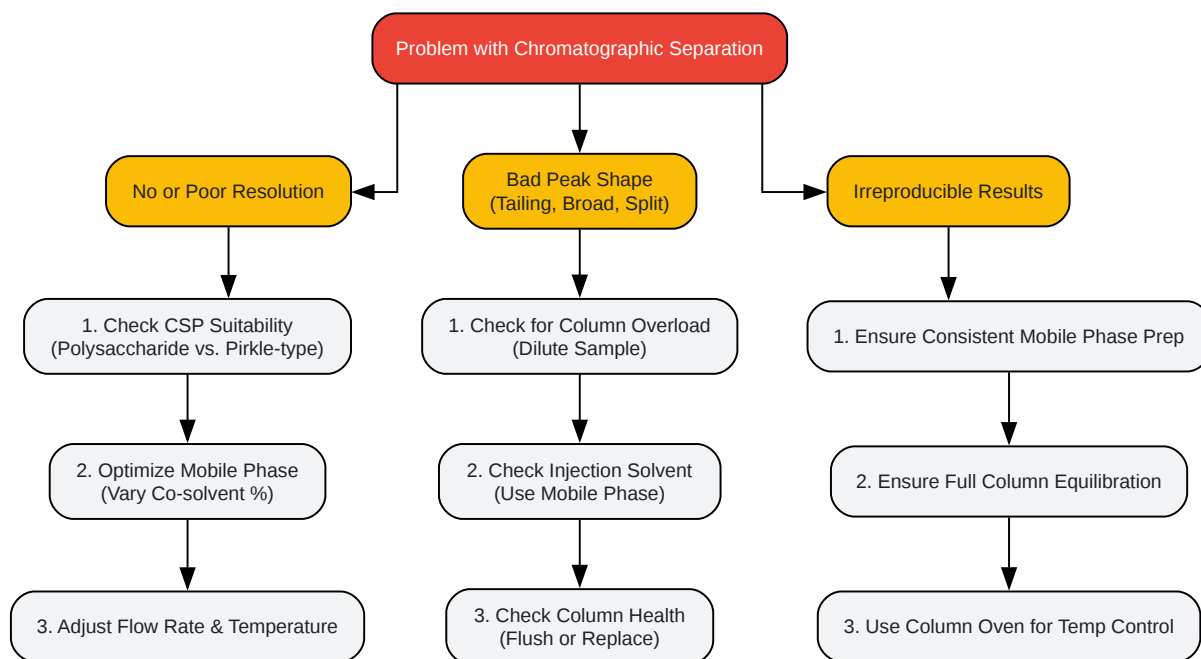 Problem with Chromatographic Separation
No or Poor Resolution
Bad Peak Shape
(Tailing, Broad, Split)
Irreproducible Results
1. Check CSP Suitability
(Polysaccharide vs. Pirkle-type)
1. Check for Column Overload
(Dilute Sample)
1. Ensure Consistent Mobile Phase Prep
2. Optimize Mobile Phase
(Vary Co-solvent %)
2. Check Injection Solvent
(Use Mobile Phase)
2. Ensure Full Column Equilibration
3. Adjust Flow Rate & Temperature
3. Check Column Health
(Flush or Replace)
3. Use Column Oven for Temp Control